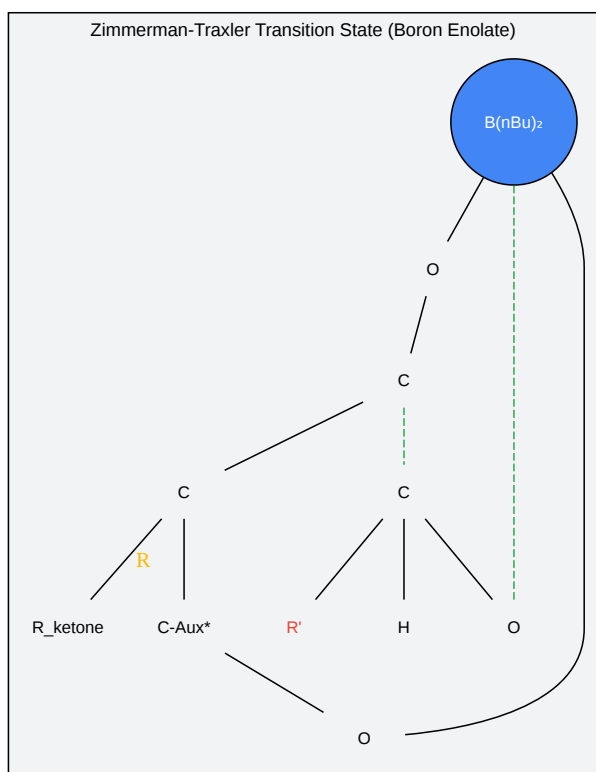 Zimmerman-Traxler Transition State (Boron Enolate)
B(nBu)₂
O
C
C C
R
R_ketone C-Aux* R' H O
O